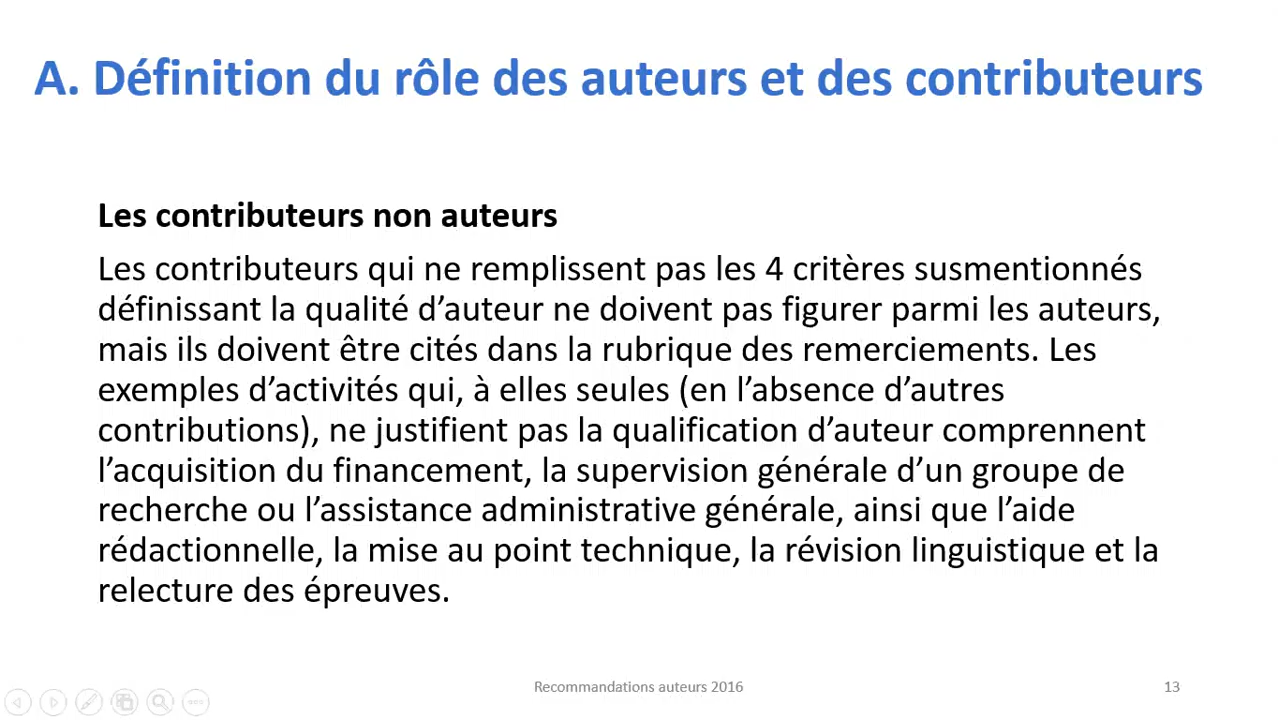 A. Définition du rôle des auteurs et des contributeurs
Les contributeurs non auteurs
Les contributeurs qui ne remplissent pas les 4 critères susmentionnés
définissant la qualité d’auteur ne doivent pas figurer parmi les auteurs,
mais ils doivent être cités dans la rubrique des remerciements. Les
exemples d’activités qui, à elles seules (en l’absence d’autres
contributions), ne justifient pas la qualification d’auteur comprennent
l’acquisition du financement, la supervision générale d’un groupe de
recherche ou l’assistance administrative générale, ainsi que l’aide
rédactionnelle, la mise au point technique, la révision linguistique et la
relecture des épreuves.
Recommandations auteurs 2016
13